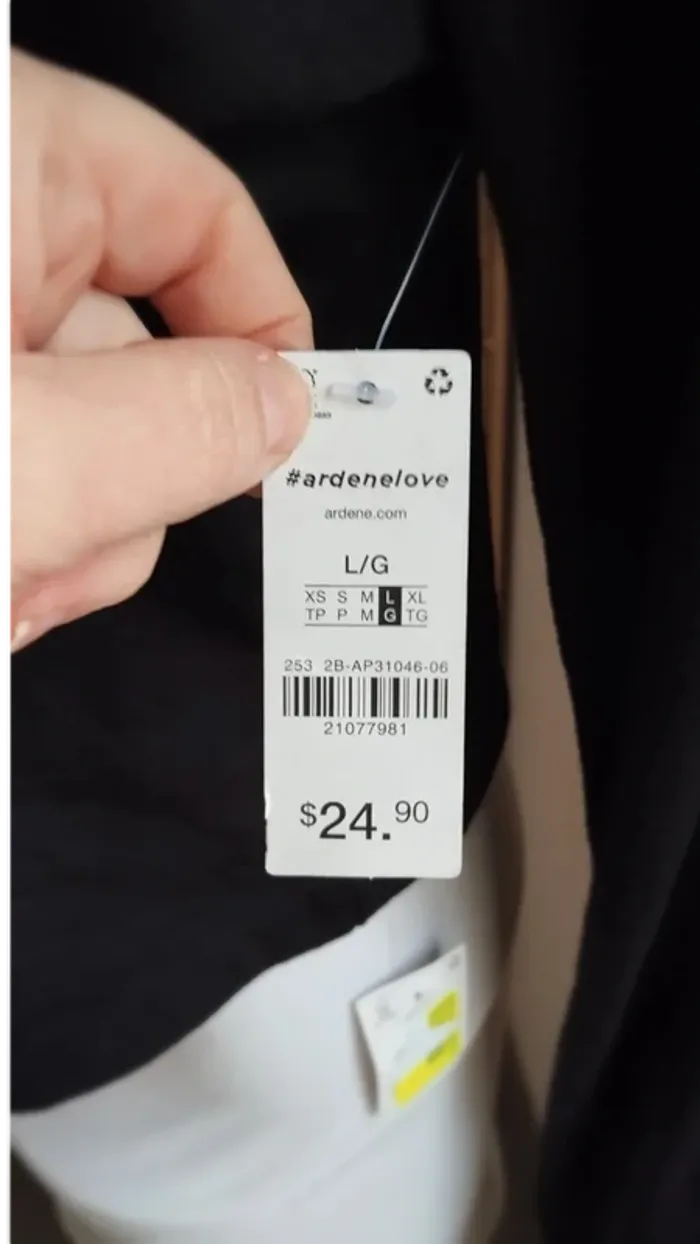 #ardenelove
ardene.com
L/G
XS S M L XL
TP P M G TG
253 2B-AP31046-06
21077981
$24.90